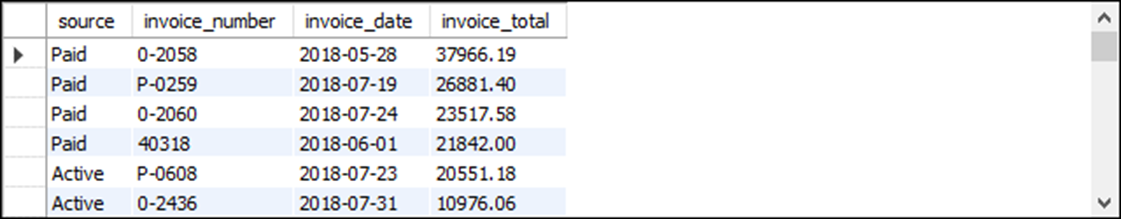 source invoice_number invoice_date invoice_total
Paid 0-2058 2018-05-28 37966.19
Paid P-0259 2018-07-19 26881.40
Paid 0-2060 2018-07-24 23517.58
Paid 40318 2018-06-01 21842.00
Active P-0608 2018-07-23 20551.18
Active 0-2436 2018-07-31 10976.06